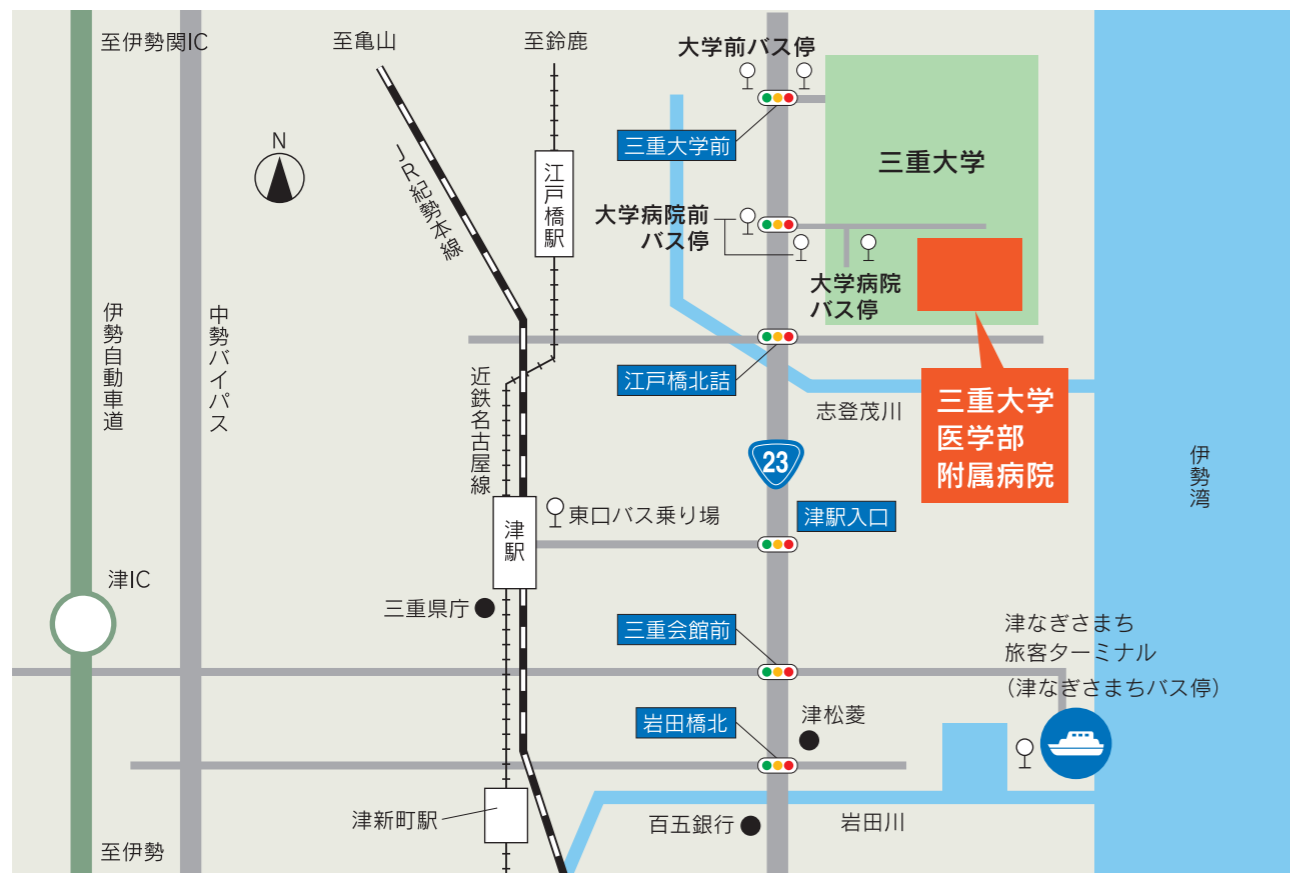 至伊勢関IC
至亀山
至鈴鹿
大学前バス停
N
三重大学前
三重大学
JR紀勢本線
江戸橋駅
大学病院前
バス停
大学病院
バス停
伊勢自動車道
中勢バイパス
近鉄名古屋線
江戸橋北詰
志登茂川
三重大学
医学部
附属病院
伊勢湾
23
津駅
東口バス乗り場
津駅入口
津IC
三重県庁
三重会館前
津なぎさまち
旅客ターミナル
(津なぎさまちバス停)
岩田橋北
津松菱
津新町駅
百五銀行
岩田川
至伊勢